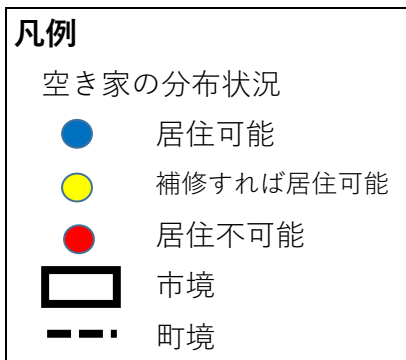 凡例
空き家の分布状況
居住可能
補修すれば居住可能
居住不可能
市境
町境